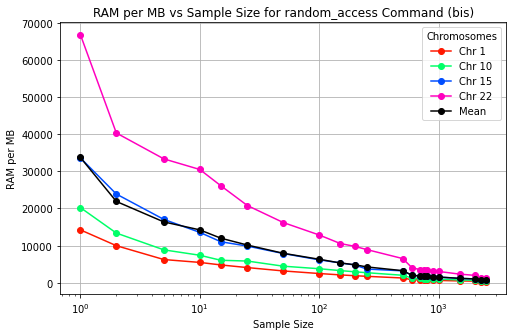 RAM per MB vs Sample Size for random_access Command (bis)
70000
60000
50000
40000
30000
20000
10000
0
RAM per MB
Chromosomes
Chr 1
Chr 10
Chr 15
Chr 22
Mean
10⁰ 10¹ 10² 10³
Sample Size